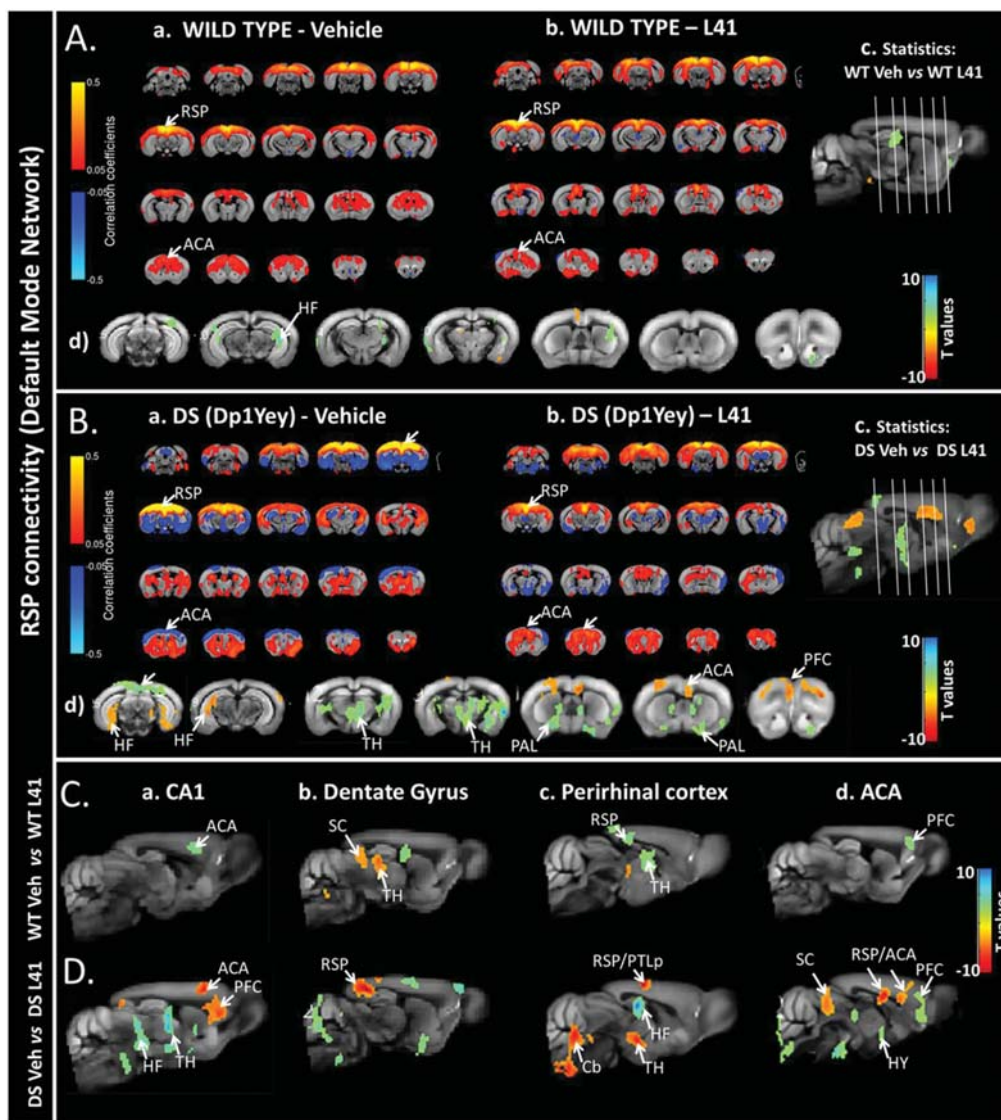 RSP connectivity (Default Mode Network)
A.
a. WILD TYPE - Vehicle
b. WILD TYPE – L41
c. Statistics:
WT Veh vs WT L41
0.5
0.05
-0.05
-0.5
Correlation coefficients
RSP
RSP
ACA
ACA
10
-10
T values
d)
HF
B.
a. DS (Dp1Yey) - Vehicle
b. DS (Dp1Yey) – L41
c. Statistics:
DS Veh vs DS L41
0.5
0.05
-0.05
-0.5
Correlation coefficients
RSP
RSP
ACA
ACA
10
-10
T values
d)
HF
HF
TH
TH
PAL
ACA
PAL
PFC
WT Veh vs WT L41
C.
a. CA1
b. Dentate Gyrus
c. Perirhinal cortex
d. ACA
ACA
SC
TH
RSP
TH
PFC
10
-10
T values
DS Veh vs DS L41
D.
ACA
PFC
HF
TH
RSP
RSP/PTLp
HF
Cb
TH
SC
RSP/ACA
PFC
HY